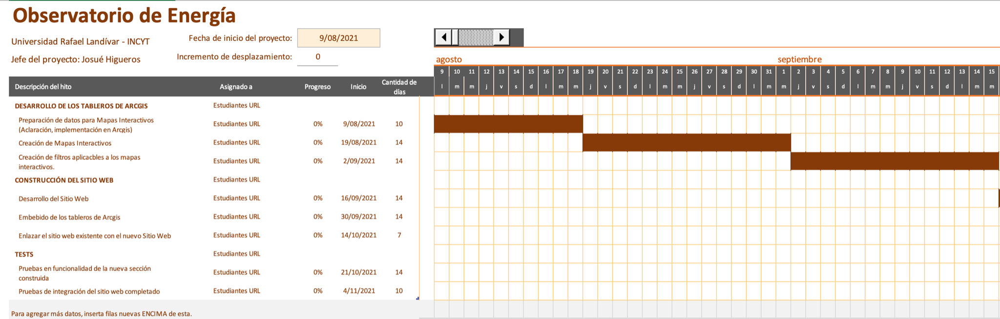 Observatorio de Energía
Universidad Rafael Landívar - INCYT
Fecha de inicio del proyecto: 9/08/2021
Jefe del proyecto: Josué Higueros
Incremento de desplazamiento: 0
agosto septiembre
9 10 11 12 13 14 15 16 17 18 19 20 21 22 23 24 25 26 27 28 29 30 31 1 2 3 4 5 6 7 8 9 10 11 12 13 14 15
l m m j v s d l m m j v s d l m m j v s d l m m j v s d l m m j v s d l m m
Descripción del hito Asignado a Progreso Inicio Cantidad de días
DESARROLLO DE LOS TABLEROS DE ARCGIS Estudiantes URL
Preparación de datos para Mapas Interactivos
(Aclaración, implementación en Arcgis) Estudiantes URL 0% 9/08/2021 10
Creación de Mapas Interactivos Estudiantes URL 0% 19/08/2021 14
Creación de filtros aplicacbles a los mapas
interactivos. Estudiantes URL 0% 2/09/2021 14
CONSTRUCCIÓN DEL SITIO WEB Estudiantes URL
Desarrollo del Sitio Web Estudiantes URL 0% 16/09/2021 14
Embebido de los tableros de Arcgis Estudiantes URL 0% 30/09/2021 14
Enlazar el sitio web existente con el nuevo Sitio Web Estudiantes URL 0% 14/10/2021 7
TESTS Estudiantes URL
Pruebas en funcionalidad de la nueva sección
construida Estudiantes URL 0% 21/10/2021 14
Pruebas de integración del sitio web completado Estudiantes URL 0% 4/11/2021 10
Para agregar más datos, inserta filas nuevas ENCIMA de esta.